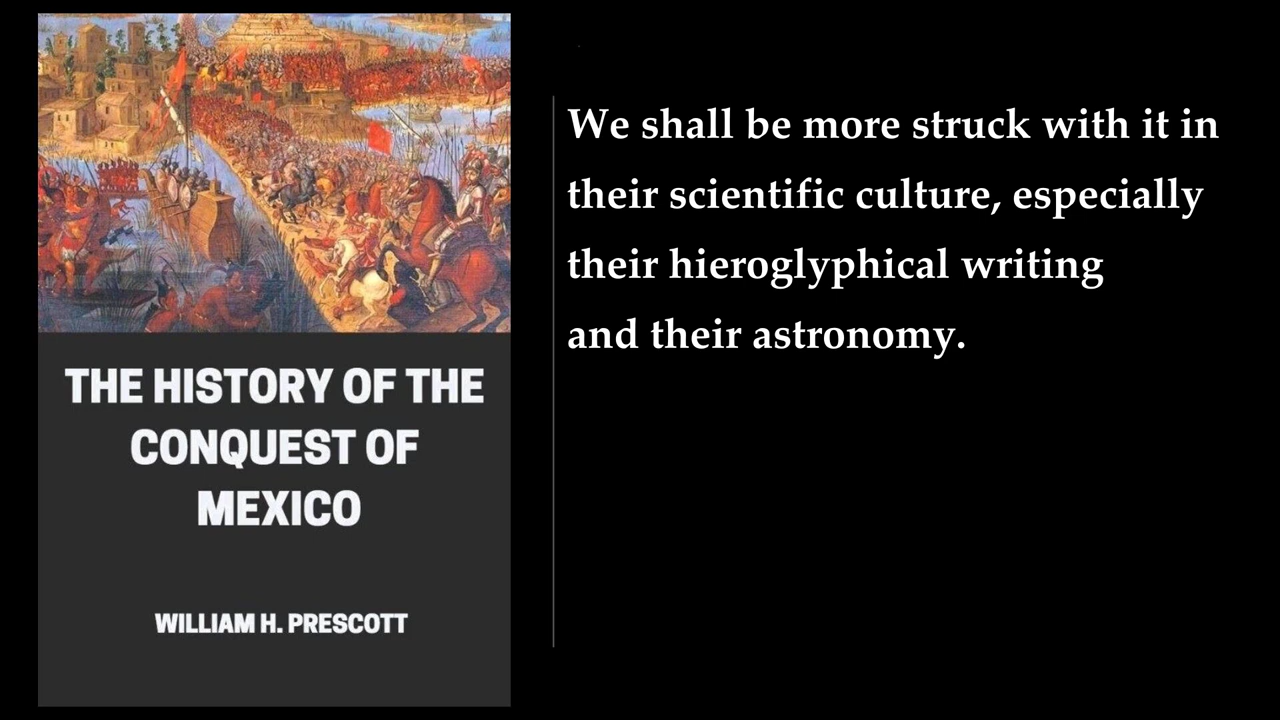 THE HISTORY OF THE
CONQUEST OF
MEXICO
WILLIAM H. PRESCOTT
We shall be more struck with it in
their scientific culture, especially
their hieroglyphical writing
and their astronomy.